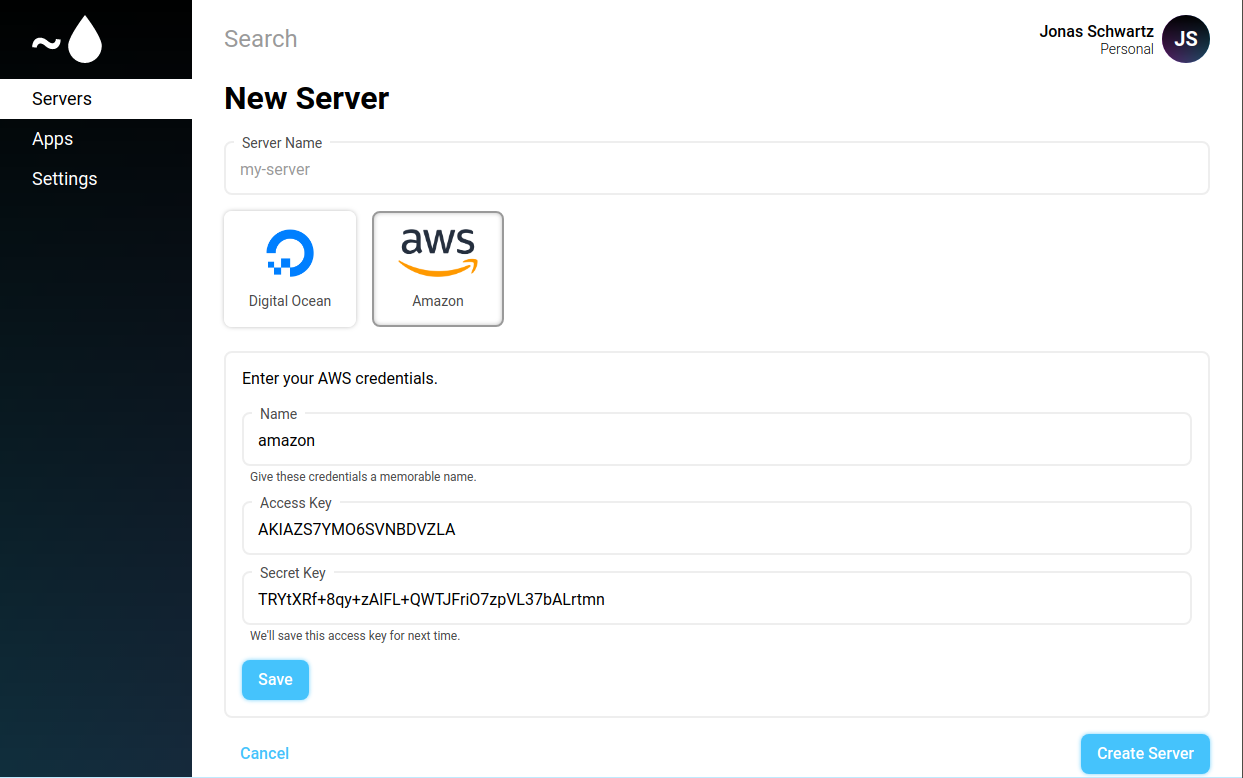 ~
Search
Jonas Schwartz
Personal
JS
Servers
Apps
Settings
New Server
Server Name
my-server
Digital Ocean
aws
Amazon
Enter your AWS credentials.
Name
amazon
Give these credentials a memorable name.
Access Key
AKIAZS7YMO6SVNBDVZLA
Secret Key
TRYtXRf+8qy+zAIFL+QWTJFriO7zpVL37bALrtmn
We'll save this access key for next time.
Save
Cancel
Create Server